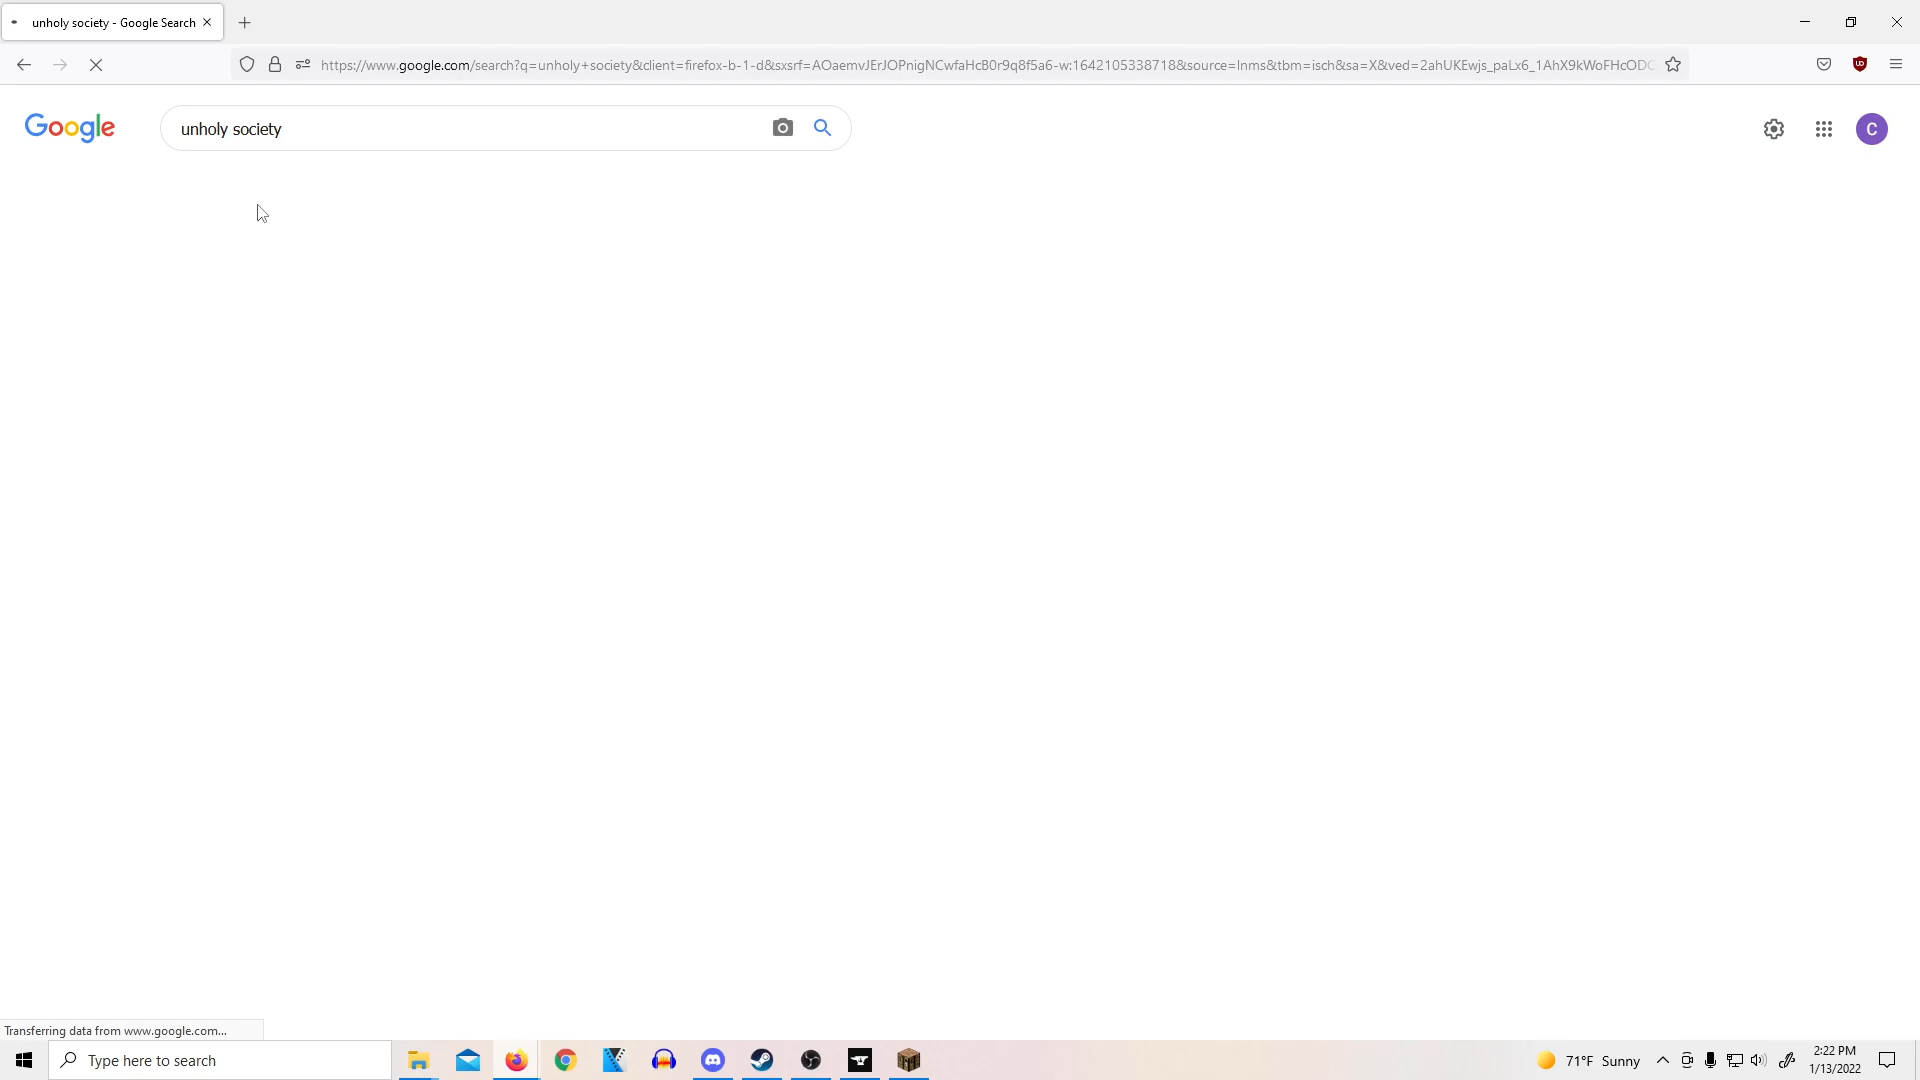 unholy society - Google Search
https://www.google.com/search?q=unholy+society&client=firefox-b-1-d&sxsrf=AOaemvJErJOPnigNCwfaHcB0r9q8f5a6-w:1642105338718&source=lnms&tbm=isch&sa=X&ved=2ahUKEwjs_paLx6_1AhX9kWoFHcODC
Google
unholy society
C
Transferring data from www.google.com...
Type here to search
71°F Sunny
2:22 PM
1/13/2022